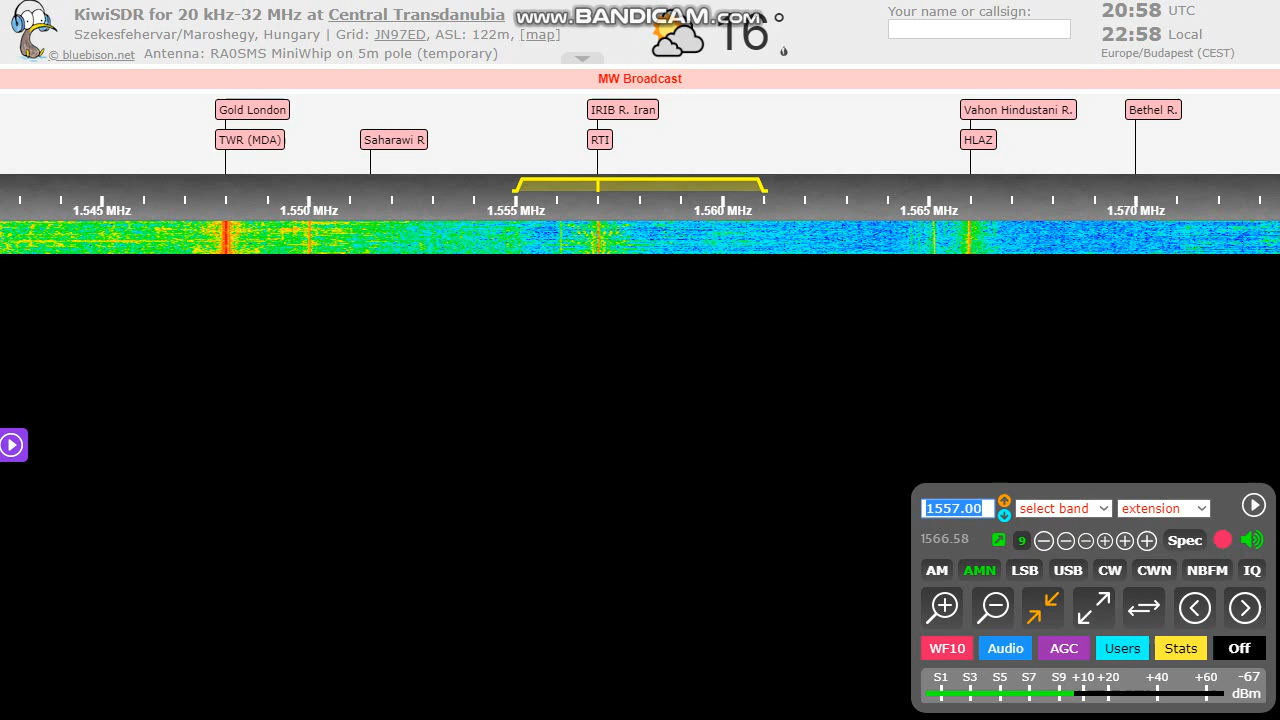 KiwiSDR for 20 kHz-32 MHz at Central Transdanubia
Szekesfehervar/Maroshegy, Hungary | Grid: JN97ED, ASL: 122m, [map]
© bluebison.net Antenna: RA0SMS MiniWhip on 5m pole (temporary)
www.BANDICAM.com
16°
Your name or callsign:
20:58 UTC
22:58 Local
Europe/Budapest (CEST)
MW Broadcast
Gold London IRIB R. Iran Vahon Hindustani R. Bethel R.
TWR (MDA) Saharawi R RTI HLAZ
1.545 MHz 1.550 MHz 1.555 MHz 1.560 MHz 1.565 MHz 1.570 MHz
1557.00 select band extension
1566.58 9 Spec
AM AMN LSB USB CW CWN NBFM IQ
WF10 Audio AGC Users Stats Off
S1 S3 S5 S7 S9 +10 +20 +40 +60 -67
dBm